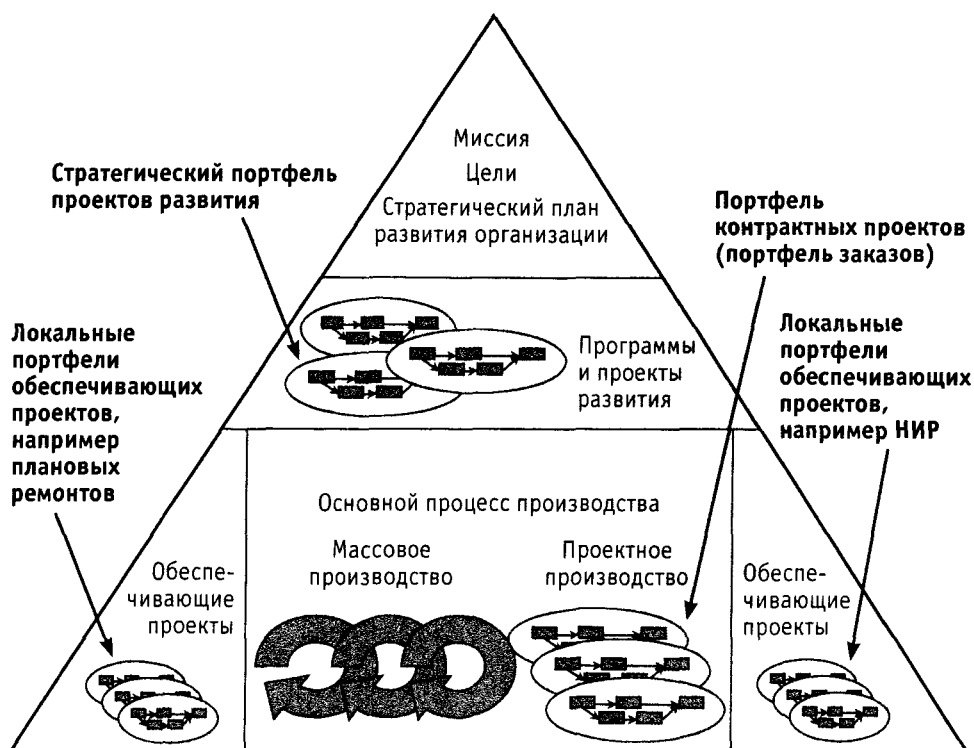 Миссия
Цели
Стратегический план
развития организации
Стратегический портфель
проектов развития
Портфель
контрактных проектов
(портфель заказов)
Локальные
портфели
обеспечивающих
проектов,
например
плановых
ремонтов
Локальные
портфели
обеспечивающих
проектов,
например НИР
Программы
и проекты
развития
Основной процесс производства
Массовое
производство
Проектное
производство
Обеспе-
чивающие
проекты
Обеспе-
чивающие
проекты